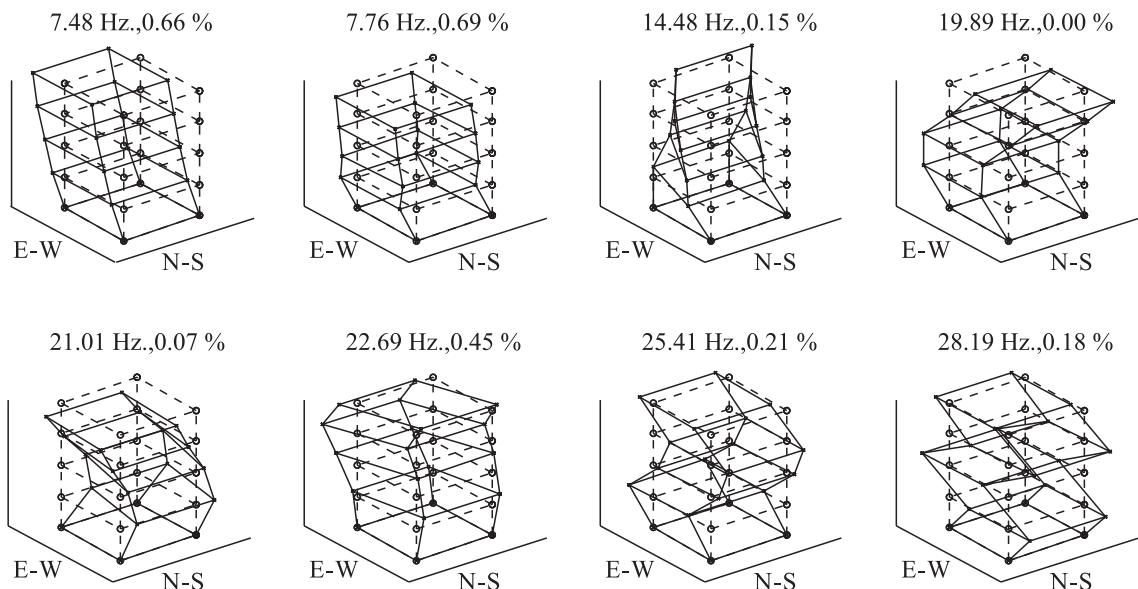 7.48 Hz.,0.66 %
7.76 Hz.,0.69 %
14.48 Hz.,0.15 %
19.89 Hz.,0.00 %
E-W
N-S
E-W
N-S
E-W
N-S
E-W
N-S
21.01 Hz.,0.07 %
22.69 Hz.,0.45 %
25.41 Hz.,0.21 %
28.19 Hz.,0.18 %
E-W
N-S
E-W
N-S
E-W
N-S
E-W
N-S